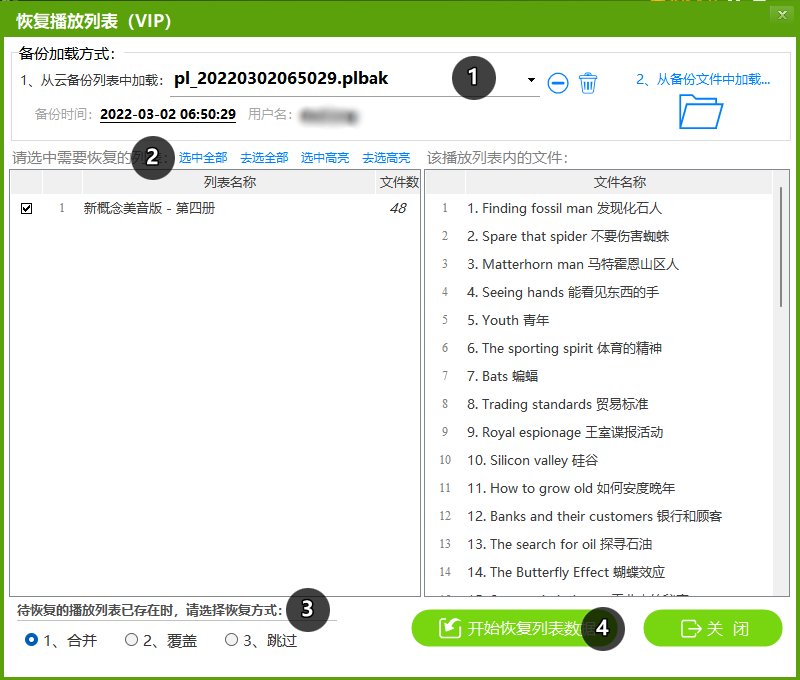 恢复播放列表（VIP）
备份加载方式：
1、从云备份列表中加载： pl_20220302065029.plbak 1 2、从备份文件中加载...
备份时间： 2022-03-02 06:50:29 用户名：
请选中需要恢复的 2 选中全部 去选全部 选中高亮 去选高亮 该播放列表内的文件：
列表名称 文件数 文件名称
1 新概念美音版 - 第四册 48
1 1. Finding fossil man 发现化石人
2 2. Spare that spider 不要伤害蜘蛛
3 3. Matterhorn man 马特霍恩山区人
4 4. Seeing hands 能看见东西的手
5 5. Youth 青年
6 6. The sporting spirit 体育的精神
7 7. Bats 蝙蝠
8 8. Trading standards 贸易标准
9 9. Royal espionage 王室谍报活动
10 10. Silicon valley 硅谷
11 11. How to grow old 如何安度晚年
12 12. Banks and their customers 银行和顾客
13 13. The search for oil 探寻石油
14 14. The Butterfly Effect 蝴蝶效应
待恢复的播放列表已存在时，请选择恢复方式： 3
1、合并 2、覆盖 3、跳过
开始恢复列表数据 4 关 闭